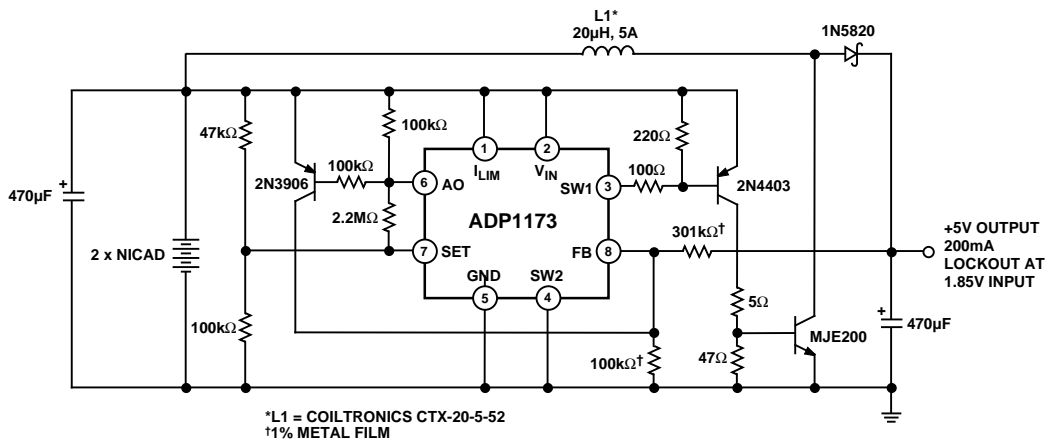 L1*
20µH, 5A
1N5820
47kΩ
100kΩ
220Ω
1
2
I LIM
V IN
100kΩ
2N3906
6
AO
SW1
3
100Ω
2N4403
470µF
+
2.2MΩ
ADP1173
301kΩ†
2 x NICAD
7
SET
FB
8
+5V OUTPUT
200mA
LOCKOUT AT
1.85V INPUT
GND
SW2
5
4
5Ω
100kΩ
+
470µF
MJE200
100kΩ†
47Ω
*L1 = COILTRONICS CTX-20-5-52
†1% METAL FILM